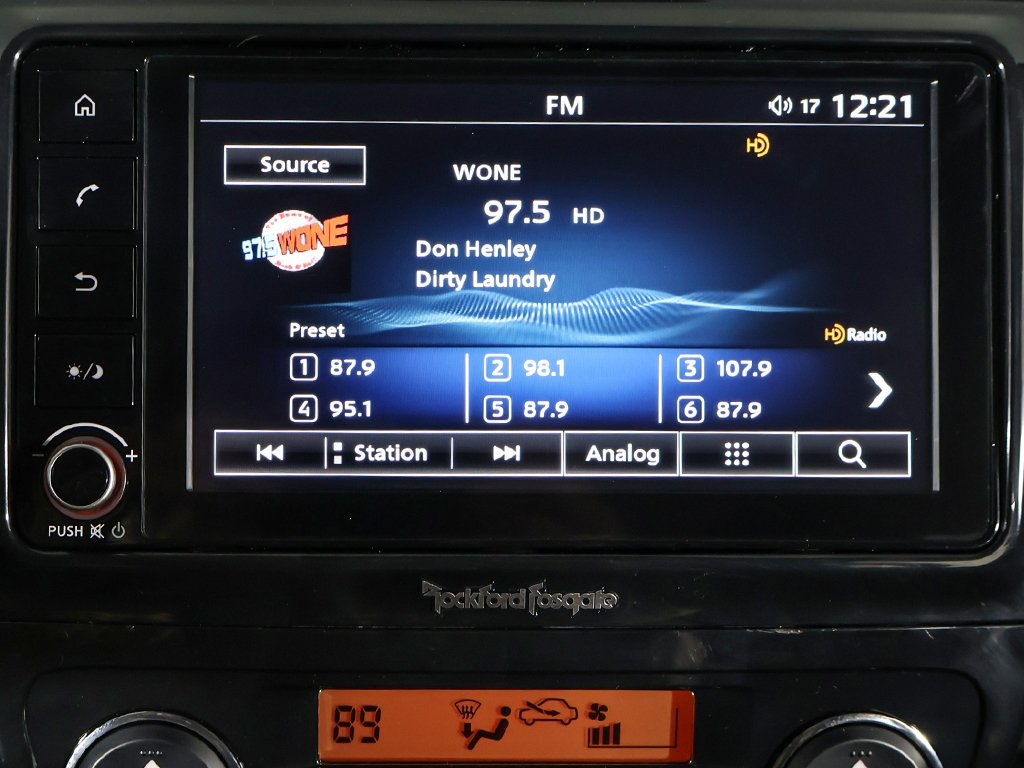 FM
17 12:21
HD
Source
WONE
97.5 HD
97.5 WONE
Don Henley
Dirty Laundry
Preset
HD Radio
1 87.9
2 98.1
3 107.9
4 95.1
5 87.9
6 87.9
Station
Analog
- +
PUSH
Rockford Fosgate
89